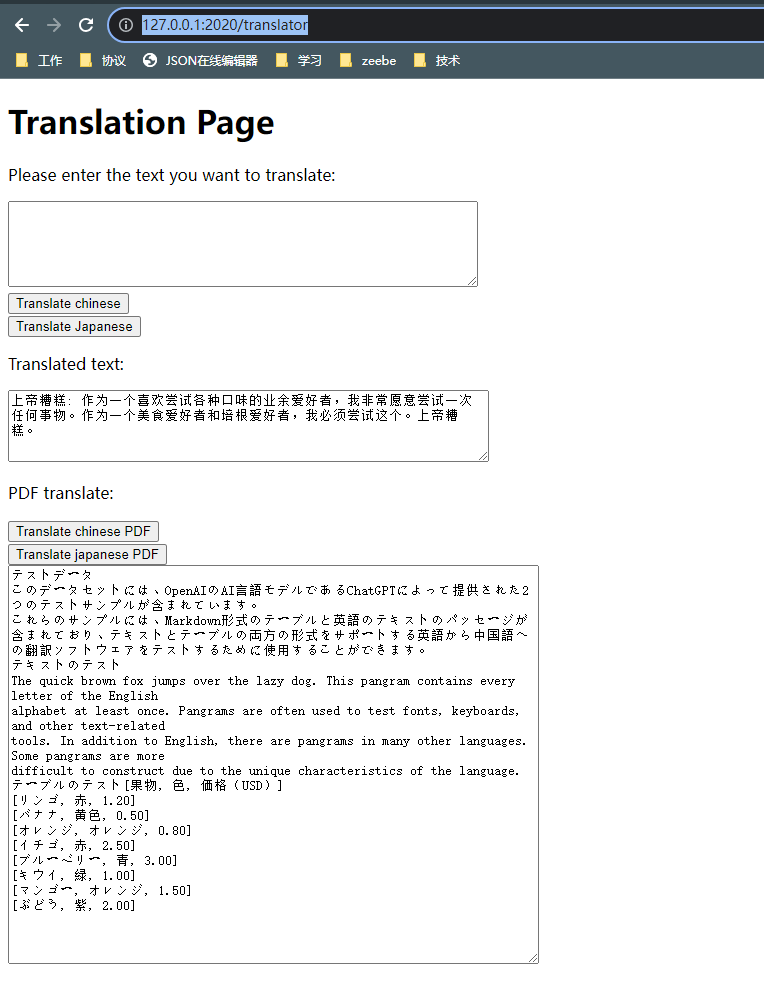 127.0.0.1:2020/translator
工作 协议 JSON在线编辑器 学习 zeebe 技术
Translation Page
Please enter the text you want to translate:
Translate chinese
Translate Japanese
Translated text:
上帝糟糕: 作为一个喜欢尝试各种口味的业余爱好者，我非常愿意尝试一次
任何事物。作为一个美食爱好者和培根爱好者，我必须尝试这个。上帝糟
糕。
PDF translate:
Translate chinese PDF
Translate japanese PDF
テストデータ
このデータセットには、OpenAIのAI言語モデルであるChatGPTによって提供された2
つのテストサンプルが含まれています。
これらのサンプルには、Markdown形式のテーブルと英語のテキストのパッセージが
含まれており、テキストとテーブルの両方の形式をサポートする英語から中国語へ
の翻訳ソフトウェアをテストするために使用することができます。
テキストのテスト
The quick brown fox jumps over the lazy dog. This pangram contains every
letter of the English
alphabet at least once. Pangrams are often used to test fonts, keyboards,
and other text-related
tools. In addition to English, there are pangrams in many other languages.
Some pangrams are more
difficult to construct due to the unique characteristics of the language.
テーブルのテスト[果物, 色, 価格（USD）]
[リンゴ, 赤, 1.20]
[バナナ, 黄色, 0.50]
[オレンジ, オレンジ, 0.80]
[イチゴ, 赤, 2.50]
[ブルーベリー, 青, 3.00]
[キウイ, 緑, 1.00]
[マンゴー, オレンジ, 1.50]
[ぶどう, 紫, 2.00]